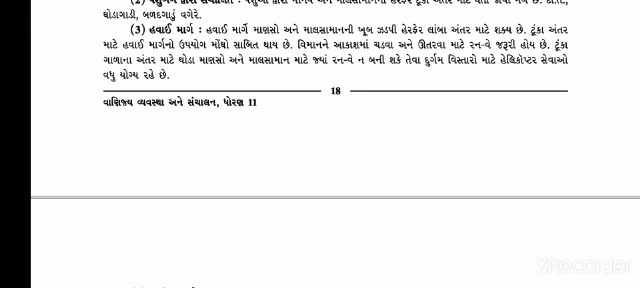 ઘોડાગાડી, બળદગાડું વગેરે.
(3) હવાઈ માર્ગ : હવાઈ માર્ગે માણસો અને માલસામાનની ખૂબ ઝડપી હેરફેર લાંબા અંતર માટે શક્ય છે. ટૂંકા અંતર
માટે હવાઈ માર્ગનો ઉપયોગ મોંઘો સાબિત થાય છે. વિમાનને આકાશમાં ચડવા અને ઊતરવા માટે રન-વે જરૂરી હોય છે. ટૂંકા
ગાળાના અંતર માટે થોડા માણસો અને માલસામાન માટે જ્યાં રન-વે ન બની શકે તેવા દુર્ગમ વિસ્તારો માટે હેલિકૉપ્ટર સેવાઓ
વધુ યોગ્ય રહે છે.
18
વાણિજ્ય વ્યવસ્થા અને સંચાલન, ધોરણ 11
XRecorder